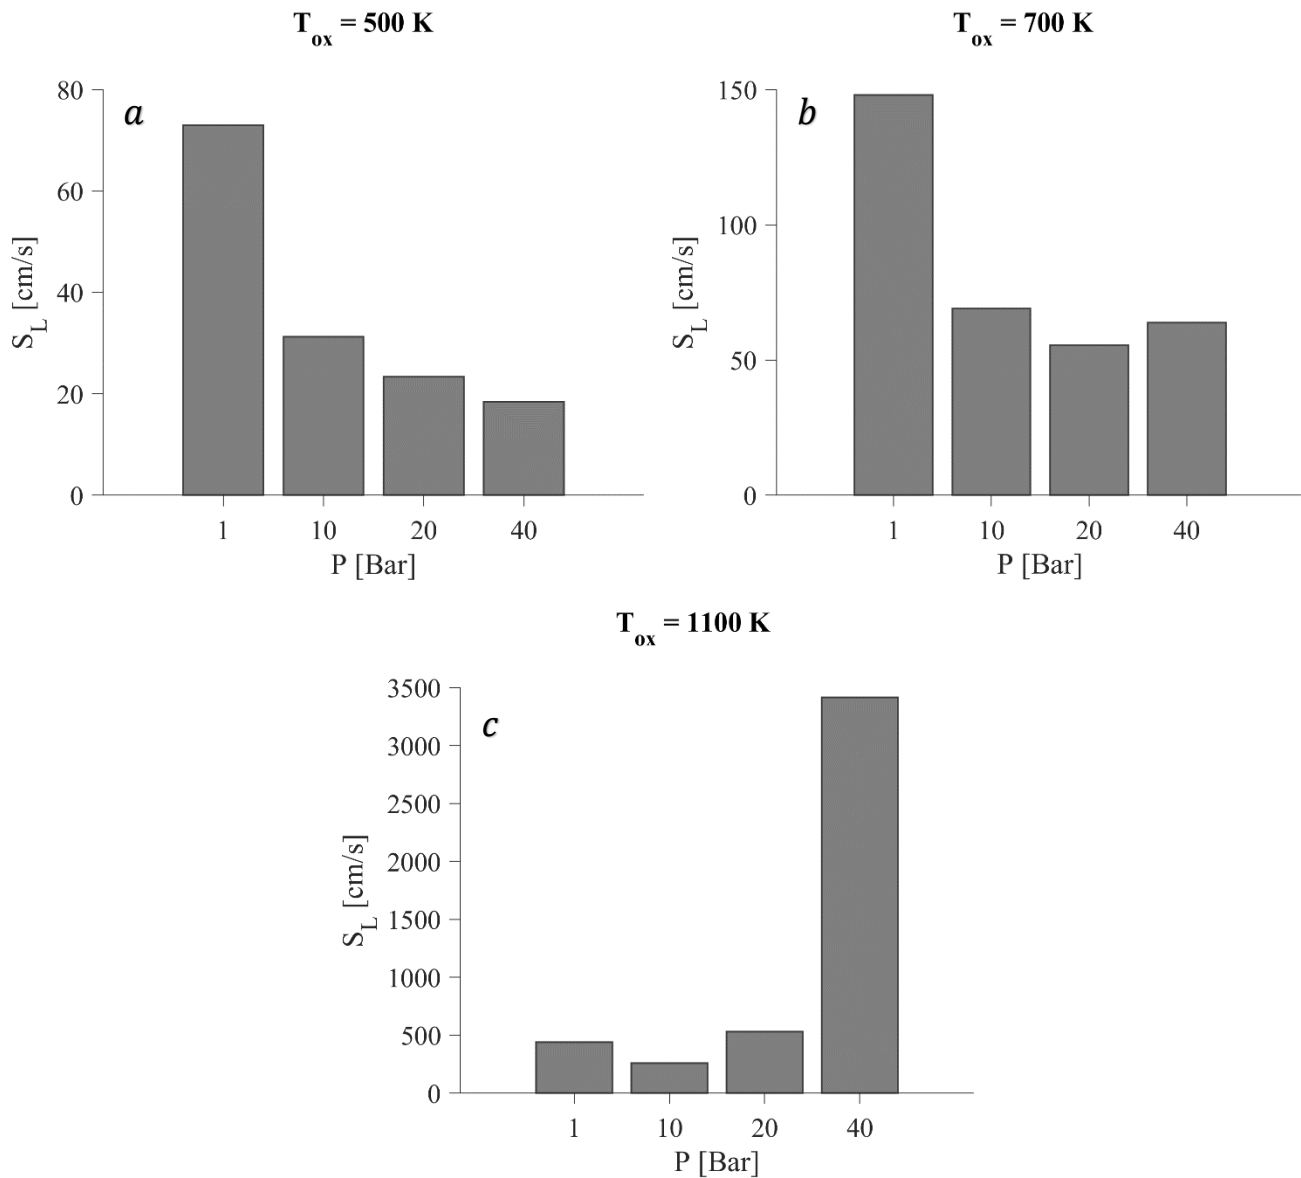 T_ox = 500 K
a
80
60
40
20
0
S_L [cm/s]
1 10 20 40
P [Bar]
T_ox = 700 K
b
150
100
50
0
S_L [cm/s]
1 10 20 40
P [Bar]
T_ox = 1100 K
c
3500
3000
2500
2000
1500
1000
500
0
S_L [cm/s]
1 10 20 40
P [Bar]